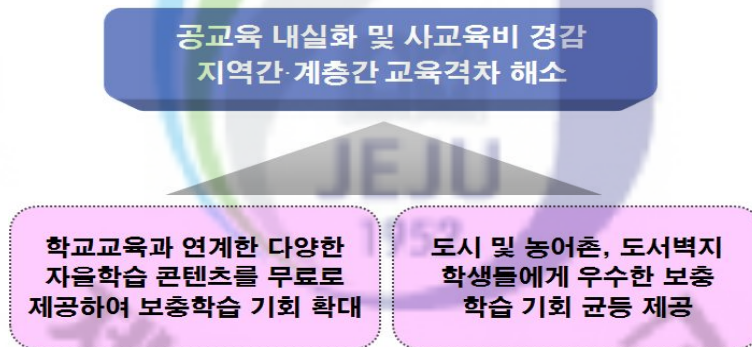 공교육 내실화 및 사교육비 경감
지역간·계층간 교육격차 해소
JEJU
1952
학교교육과 연계한 다양한
자율학습 콘텐츠를 무료로
제공하여 보충학습 기회 확대
도시 및 농어촌, 도서벽지
학생들에게 우수한 보충
학습 기회 균등 제공